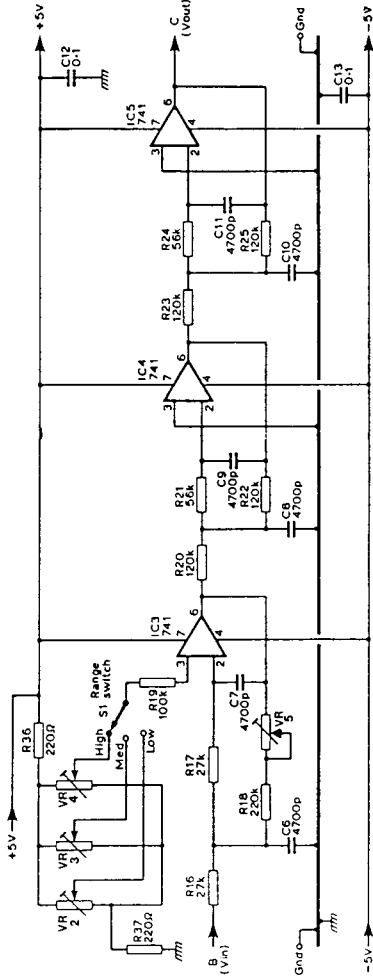 +5V
+5V
C12
0·1
R36
220Ω
VR
2
VR
3
VR
4
R37
220Ω
High
Med
Low
S1
Range
switch
R19
100k
B
(Vin)
R16
27k
R17
27k
R18
220k
C6
4700p
C7
4700p
VR
5
IC3
741
3
2
7
4
6
R20
120k
R21
56k
C9
4700p
R22
120k
C8
4700p
IC4
741
3
2
7
4
6
R23
120k
R24
56k
C11
4700p
R25
120k
C10
4700p
IC5
741
3
2
7
4
6
C
(Vout)
Gnd
Gnd
C13
0·1
-5V
-5V